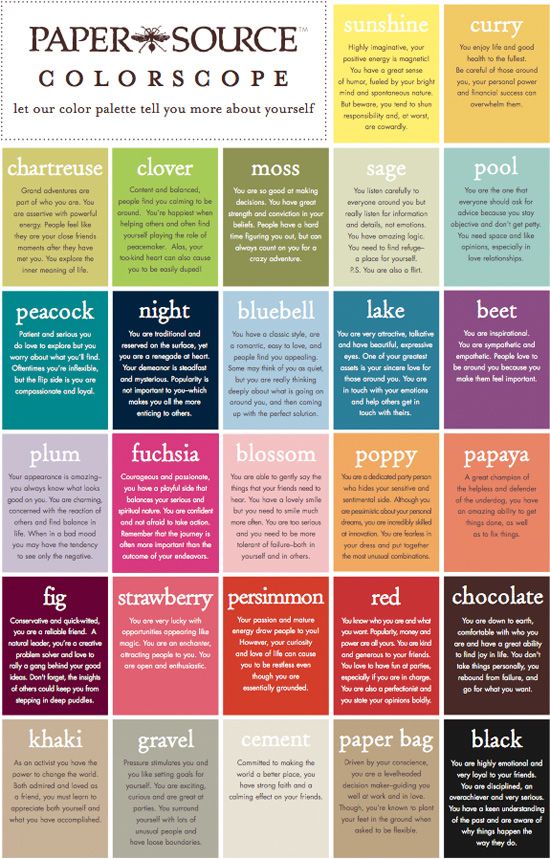 PAPER SOURCE™
COLORSCOPE
let our color palette tell you more about yourself
sunshine
Highly imaginative, your
positive energy is magnetic!
You have a great sense
of humor, fueled by your bright
mind and spontaneous nature.
But beware, you tend to shun
responsibility and, at worst,
are cowardly.
curry
You enjoy life and good
health to the fullest.
Be careful of those around
you, your personal power
and financial success can
overwhelm them.
chartreuse
Grand adventures are
part of who you are. You
are assertive with powerful
energy. People feel like
they are your close friends
moments after they have
met you. You explore the
inner meaning of life.
clover
Content and balanced,
people find you calming to be
around. You're happiest when
helping others and often find
yourself playing the role of
peacemaker. Alas, your
too-kind heart can also cause
you to be easily duped!
moss
You are so good at making
decisions. You have great
strength and conviction in your
beliefs. People have a hard
time figuring you out, but can
always count on you for a
crazy adventure.
sage
You listen carefully to
everyone around you but
really listen for information
and details, not emotions.
You have amazing logic.
You need to find refuge–
a place for yourself.
P.S. You are also a flirt.
pool
You are the one that
everyone should ask for
advice because you stay
objective and don't get petty.
You need space and like
opinions, especially in
love relationships.
peacock
Patient and serious you
do love to explore but you
worry about what you'll find.
Oftentimes you're inflexible,
but the flip side is you are
compassionate and loyal.
night
You are traditional and
reserved on the surface, yet
you are a renegade at heart.
Your demeanor is steadfast
and mysterious. Popularity is
not important to you–which
makes you all the more
enticing to others.
bluebell
You have a classic style, are
a romantic, easy to love, and
people find you appealing.
Some may think of you as quiet,
but you are really thinking
deeply about what is going on
around you, and then coming
up with the perfect solution.
lake
You are very attractive, talkative
and have beautiful, expressive
eyes. One of your greatest
assets is your sincere love for
those around you. You are
in touch with your emotions
and help others get in
touch with theirs.
beet
You are inspirational.
You are sympathetic and
empathetic. People love to
be around you because you
make them feel important.
plum
Your appearance is amazing–
you always know what looks
good on you. You are charming,
concerned with the reaction of
others and find balance in
life. When in a bad mood
you may have the tendency
to see only the negative.
fuchsia
Courageous and passionate,
you have a playful side that
balances your serious and
spiritual nature. You are confident
and not afraid to take action.
Remember that the journey is
often more important than the
outcome of your endeavors.
blossom
You are able to gently say the
things that your friends need to
hear. You have a lovely smile
but you need to smile much
more often. You are too serious
and you need to be more
tolerant of failure–both in
yourself and in others.
poppy
You are a dedicated party person
who hides your sensitive and
sentimental side. Although you
are pessimistic about your personal
dreams, you are incredibly skilled
at innovation. You are fearless in
your dress and put together
the most unusual combinations.
papaya
A great champion of
the helpless and defender
of the underdog, you have
an amazing ability to get
things done, as well
as to fix things.
fig
Conservative and quick-witted,
you are a reliable friend. A
natural leader, you're a creative
problem solver and love to
rally a gang behind your good
ideas. Don't forget, the insights
of others could keep you from
stepping in deep puddles.
strawberry
You are very lucky with
opportunities appearing like
magic. You are an enchanter,
attracting people to you. You
are open and enthusiastic.
persimmon
Your passion and mature
energy draw people to you!
However, your curiosity
and love of life can cause
you to be restless even
though you are
essentially grounded.
red
You know who you are and what
you want. Popularity, money and
power are all yours. You are kind
and generous to your friends.
You love to have fun at parties,
especially if you are in charge.
You are also a perfectionist and
you state your opinions boldly.
chocolate
You are down to earth,
comfortable with who you
are and have a great ability
to find joy in life. You don't
take things personally, you
rebound from failure, and
go for what you want.
khaki
As an activist you have the
power to change the world.
Both admired and loved as
a friend, you must learn to
appreciate both yourself and
what you have accomplished.
gravel
Pressure stimulates you and
you like setting goals for
yourself. You are exciting,
curious and are great at
parties. You surround
yourself with lots of
unusual people and
have loose boundaries.
cement
Committed to making the
world a better place, you
have strong faith and a
calming effect on your friends.
paper bag
Driven by your conscience,
you are a levelheaded
decision maker–guiding you
well at work and in love.
Though, you're known to plant
your feet in the ground when
asked to be flexible.
black
You are highly emotional and
very loyal to your friends.
You are disciplined, an
overachiever and very serious.
You have a keen understanding
of the past and are aware of
why things happen the
way they do.